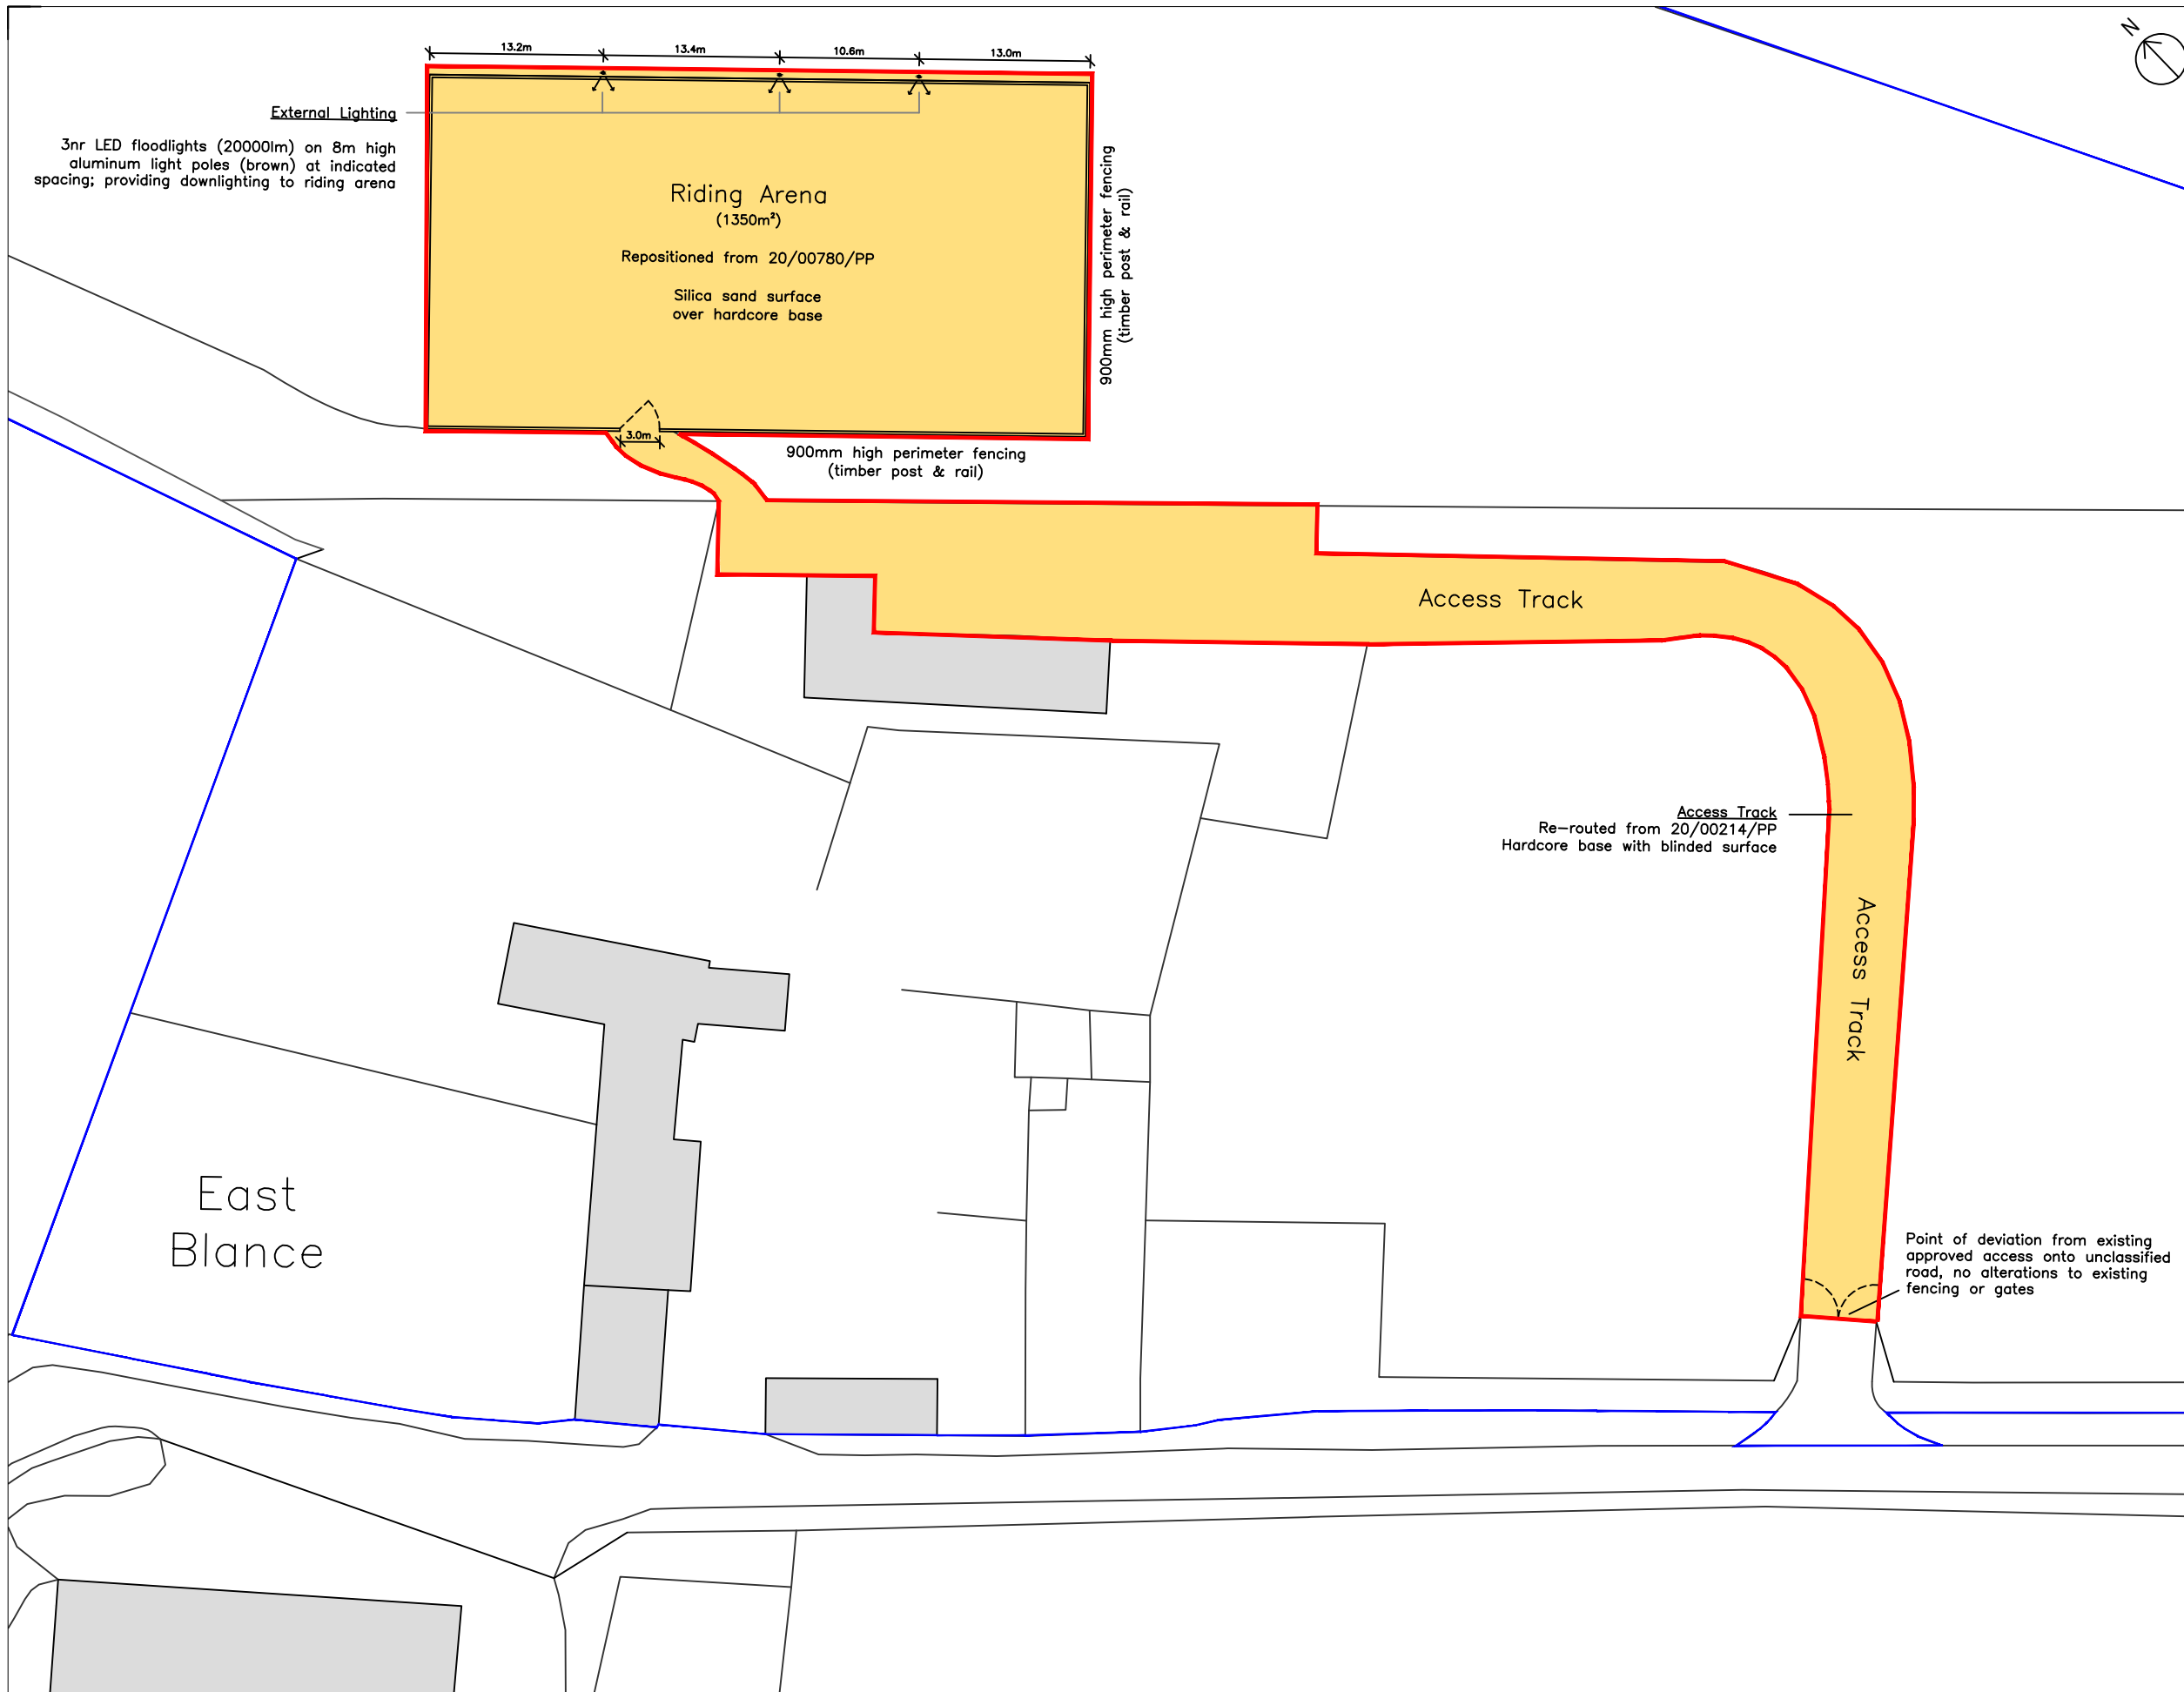 13.2m
13.4m
10.6m
13.0m
N
External Lighting
3nr LED floodlights (20000lm) on 8m high
aluminum light poles (brown) at indicated
spacing; providing downlighting to riding arena
Riding Arena
(1350m²)
Repositioned from 20/00780/PP
Silica sand surface
over hardcore base
900mm high perimeter fencing
(timber post & rail)
3.0m
900mm high perimeter fencing
(timber post & rail)
Access Track
Access Track
Re-routed from 20/00214/PP
Hardcore base with blinded surface
Access Track
East
Blance
Point of deviation from existing
approved access onto unclassified
road, no alterations to existing
fencing or gates